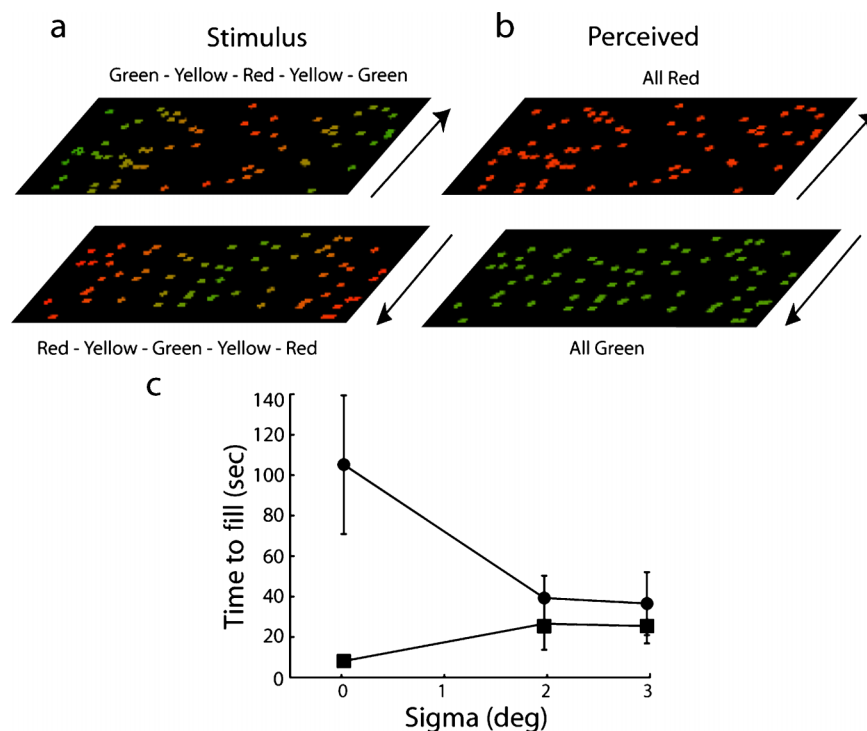 a
Stimulus
Green - Yellow - Red - Yellow - Green
b
Perceived
All Red
Red - Yellow - Green - Yellow - Red
All Green
c
Time to fill (sec)
140
120
100
80
60
40
20
0
0 1 2 3
Sigma (deg)